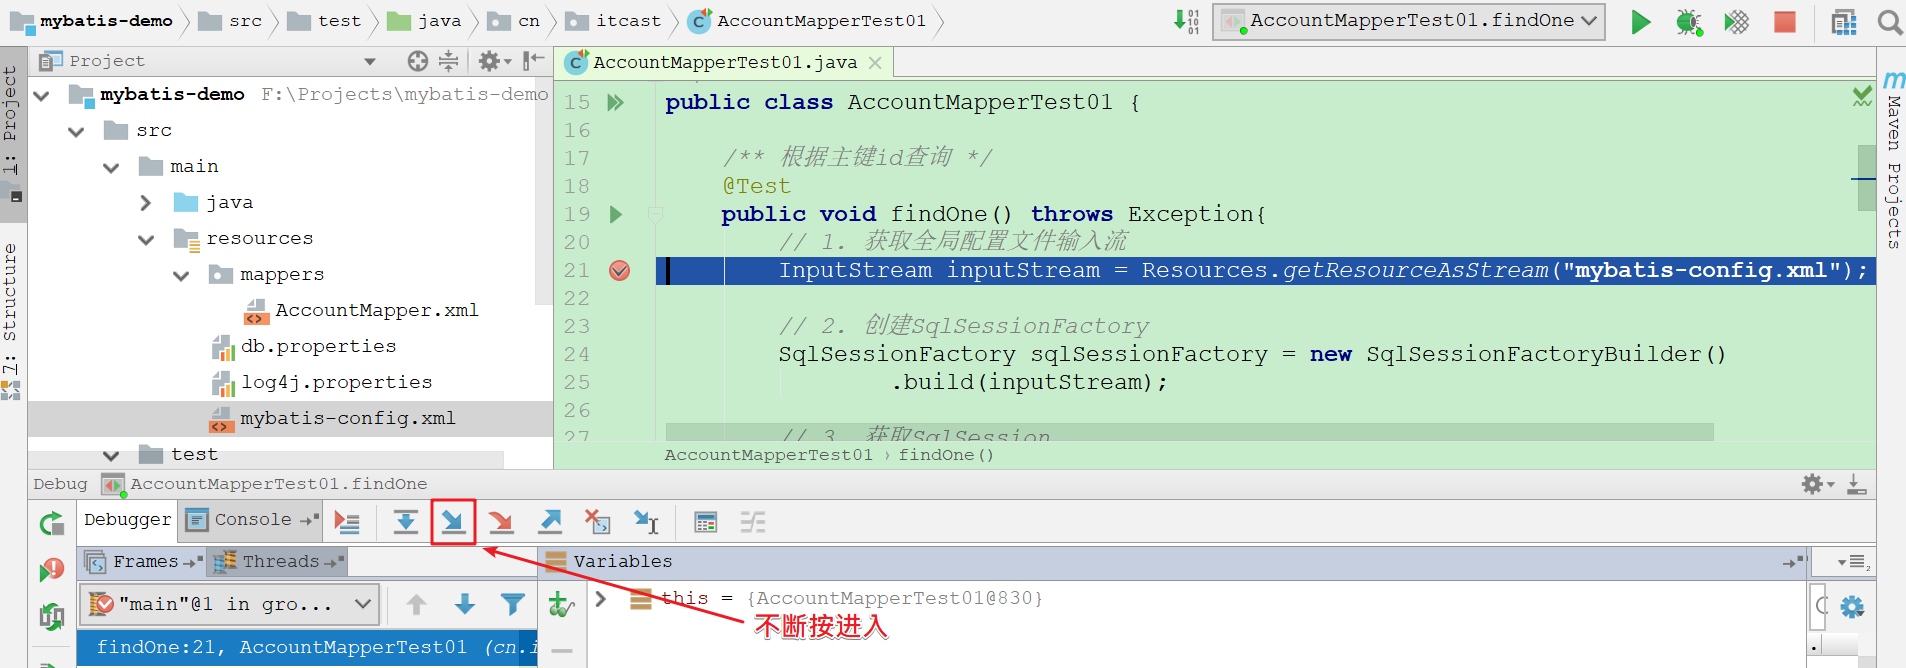 mybatis-demo src test java cn itcast AccountMapperTest01
AccountMapperTest01.findOne
1: Project
Project
mybatis-demo F:\Projects\mybatis-demo
src
main
java
resources
mappers
AccountMapper.xml
db.properties
log4j.properties
mybatis-config.xml
test
7: Structure
AccountMapperTest01.java
15 public class AccountMapperTest01 {
16
17 /** 根据主键id查询 */
18 @Test
19 public void findOne() throws Exception{
20 // 1. 获取全局配置文件输入流
21 InputStream inputStream = Resources.getResourceAsStream("mybatis-config.xml");
22
23 // 2. 创建SqlSessionFactory
24 SqlSessionFactory sqlSessionFactory = new SqlSessionFactoryBuilder()
25 .build(inputStream);
26
27 // 3. 获取SqlSession
AccountMapperTest01 › findOne()
Maven Projects
Debug AccountMapperTest01.findOne
Debugger Console
Frames Threads
Variables
"main"@1 in gro...
this = {AccountMapperTest01@830}
不断按进入
findOne:21, AccountMapperTest01 (cn.i